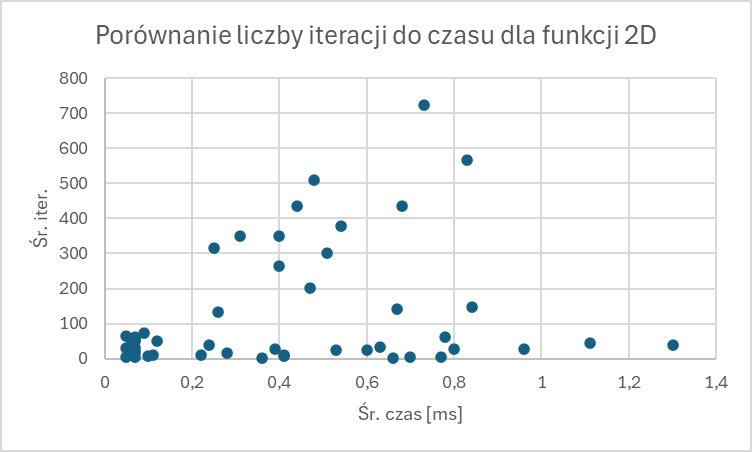 Porównanie liczby iteracji do czasu dla funkcji 2D
800
700
600
500
400
300
200
100
0
Śr. iter.
0 0,2 0,4 0,6 0,8 1 1,2 1,4
Śr. czas [ms]